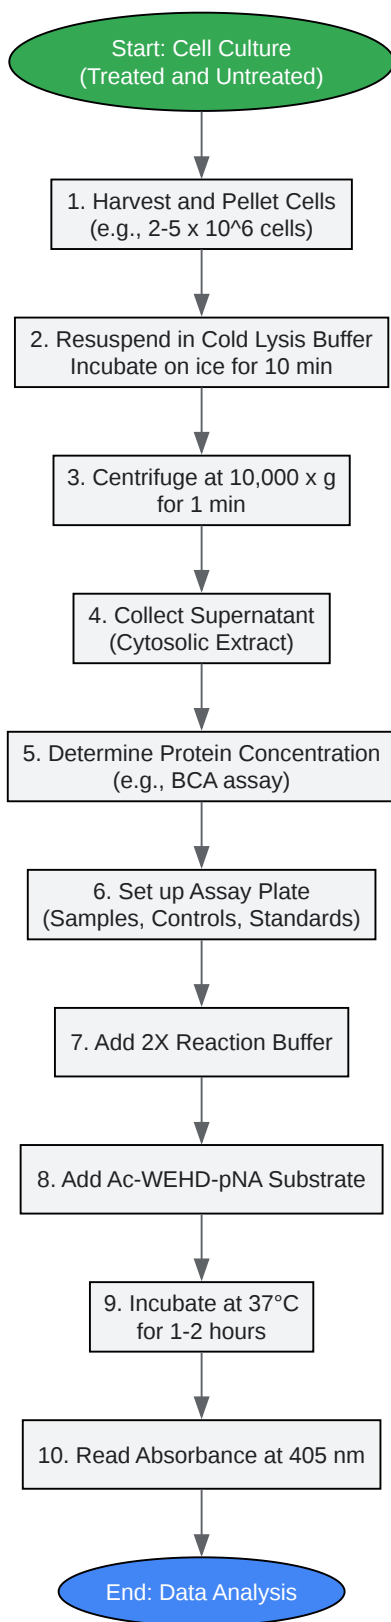 Start: Cell Culture
(Treated and Untreated)
1. Harvest and Pellet Cells
(e.g., 2-5 x 10^6 cells)
2. Resuspend in Cold Lysis Buffer
Incubate on ice for 10 min
3. Centrifuge at 10,000 x g
for 1 min
4. Collect Supernatant
(Cytosolic Extract)
5. Determine Protein Concentration
(e.g., BCA assay)
6. Set up Assay Plate
(Samples, Controls, Standards)
7. Add 2X Reaction Buffer
8. Add Ac-WEHD-pNA Substrate
9. Incubate at 37°C
for 1-2 hours
10. Read Absorbance at 405 nm
End: Data Analysis